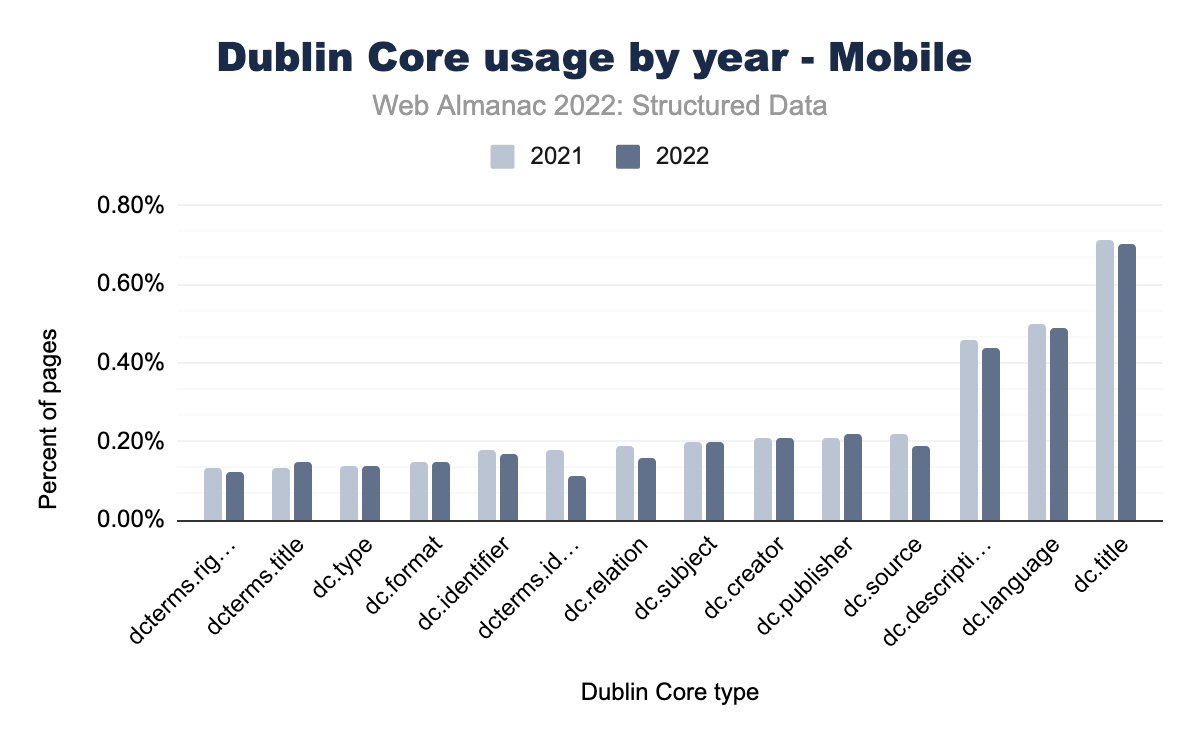 Dublin Core usage by year - Mobile
Web Almanac 2022: Structured Data
2021
2022
0.80%
0.60%
0.40%
0.20%
0.00%
Percent of pages
dcterms.rig…
dcterms.title
dc.type
dc.format
dc.identifier
dcterms.id…
dc.relation
dc.subject
dc.creator
dc.publisher
dc.source
dc.descripti…
dc.language
dc.title
Dublin Core type